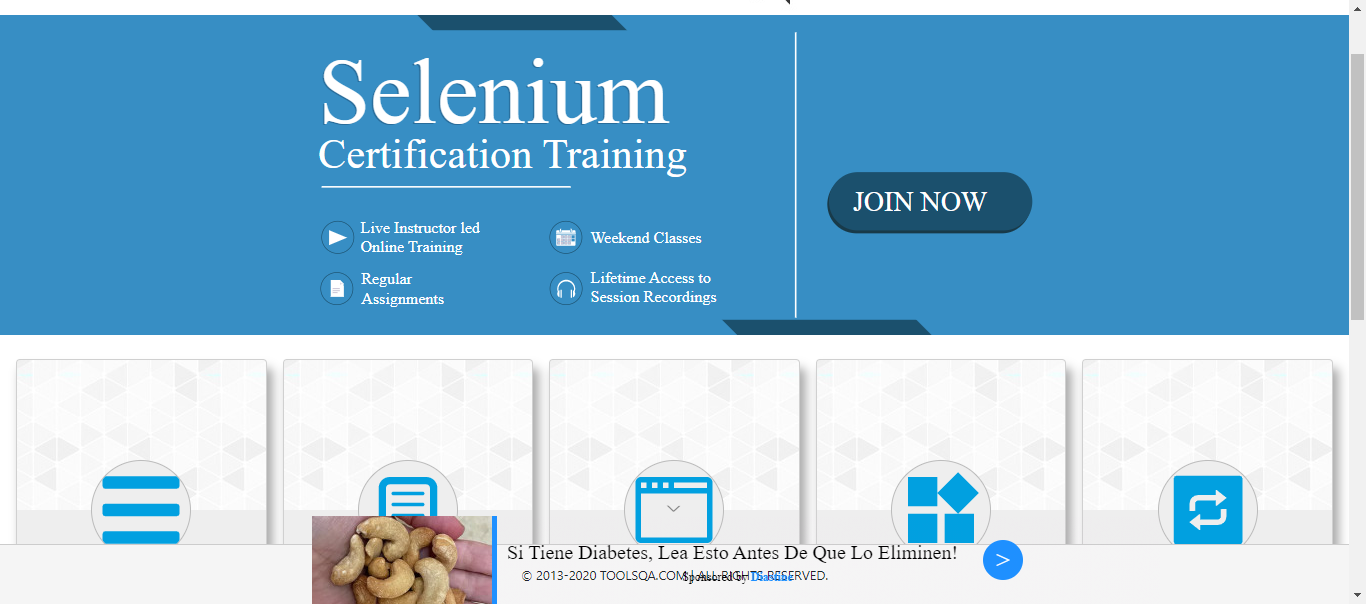 Selenium
Certification Training
JOIN NOW
Live Instructor led
Online Training
Weekend Classes
Regular
Assignments
Lifetime Access to
Session Recordings
Si Tiene Diabetes, Lea Esto Antes De Que Lo Eliminen!
>
© 2013-2020 TOOLSQA.COM | ALL RIGHTS RESERVED.
Sponsored by